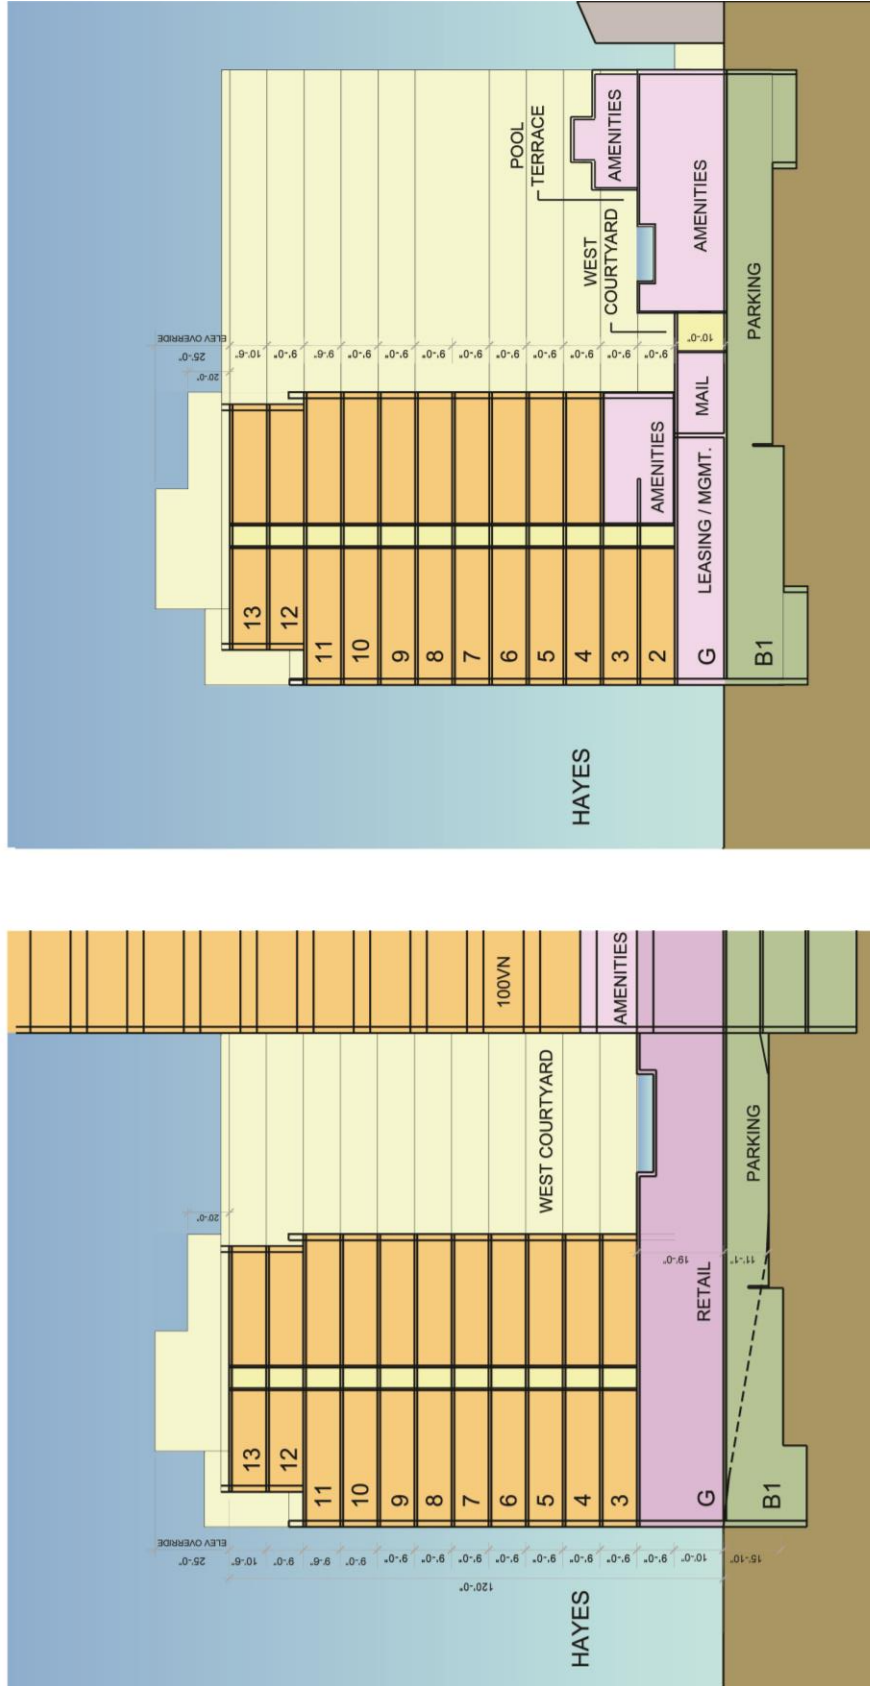 ELEV OVERRIDE
25'-0"
20'-0"
10'-6"
9'-0"
9'-6"
9'-0"
9'-0"
9'-0"
9'-0"
9'-0"
9'-0"
9'-0"
9'-0"
9'-0"
10'-0"
13
12
11
10
9
8
7
6
5
4
3
2
G
B1
HAYES
AMENITIES
LEASING / MGMT.
MAIL
WEST
COURTYARD
POOL
TERRACE
AMENITIES
AMENITIES
PARKING
ELEV OVERRIDE
25'-0"
20'-0"
10'-6"
9'-0"
9'-6"
9'-0"
9'-0"
9'-0"
9'-0"
9'-0"
9'-0"
9'-0"
9'-0"
9'-0"
10'-0"
15'-10"
120'-0"
13
12
11
10
9
8
7
6
5
4
3
G
B1
HAYES
RETAIL
19'-0"
11'-1"
WEST COURTYARD
PARKING
100VN
AMENITIES